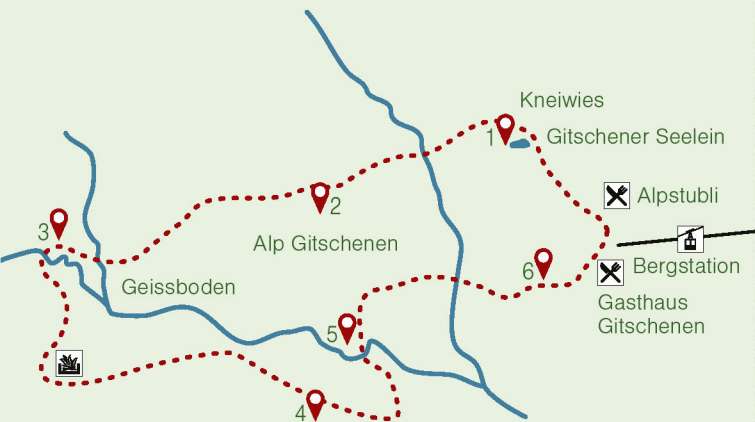 Kneiwies
1
Gitschener Seelein
Alpstubli
2
3
Alp Gitschenen
6
Bergstation
Geissboden
Gasthaus
Gitschenen
5
4